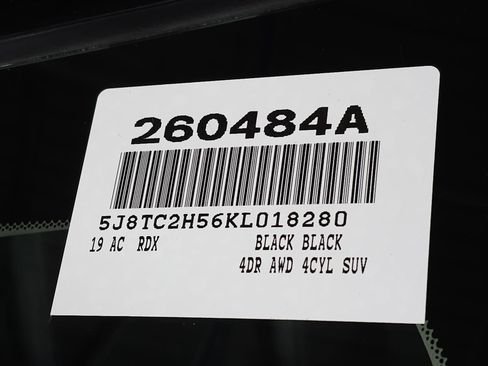 260484A
5J8TC2H56KL018280
19 AC RDX BLACK BLACK
4DR AWD 4CYL SUV